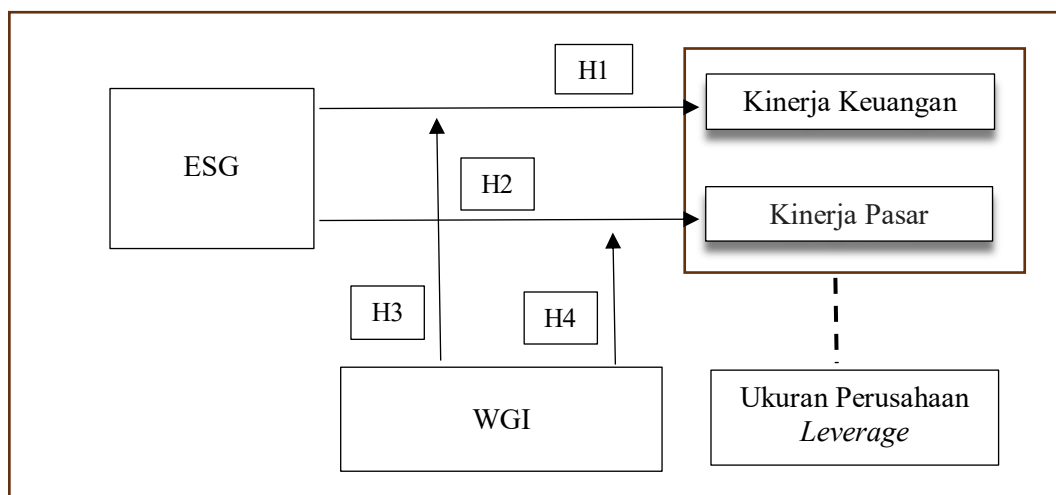 H1
Kinerja Keuangan
ESG
H2
Kinerja Pasar
H3
H4
WGI
Ukuran Perusahaan
Leverage